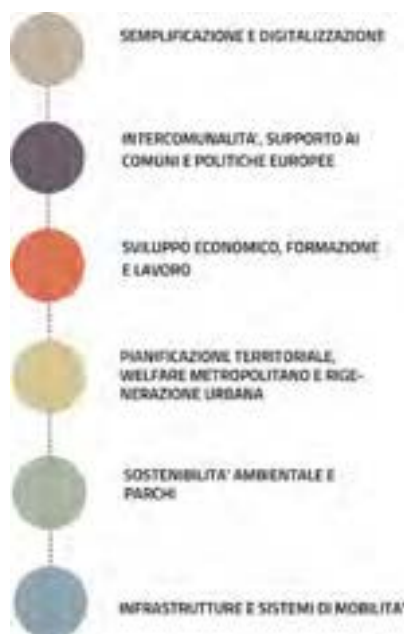 SEMPLIFICAZIONE E DIGITALIZZAZIONE
INTERCOMUNALITA', SUPPORTO AI
COMUNI E POLITICHE EUROPEE
SVILUPPO ECONOMICO, FORMAZIONE
E LAVORO
PIANIFICAZIONE TERRITORIALE,
WELFARE METROPOLITANO E RIGE-
NERAZIONE URBANA
SOSTENIBILITA' AMBIENTALE E
PARCHI
INFRASTRUTTURE E SISTEMI DI MOBILITA'